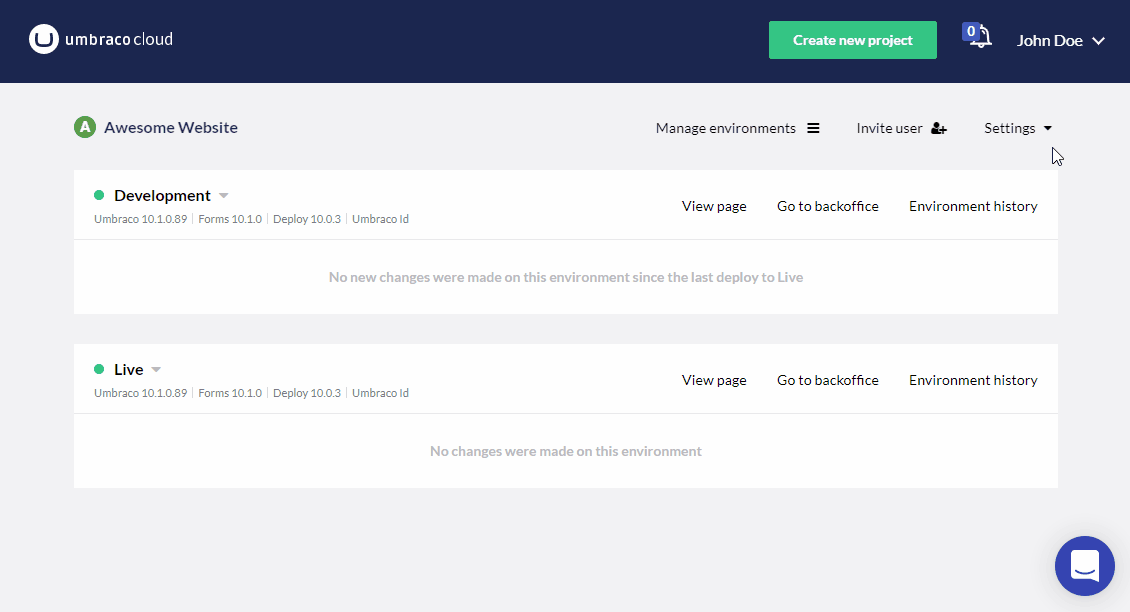 umbraco cloud
Create new project
0
John Doe
A Awesome Website
Manage environments
Invite user
Settings
Development
Umbraco 10.1.0.89 | Forms 10.1.0 | Deploy 10.0.3 | Umbraco Id
View page
Go to backoffice
Environment history
No new changes were made on this environment since the last deploy to Live
Live
Umbraco 10.1.0.89 | Forms 10.1.0 | Deploy 10.0.3 | Umbraco Id
View page
Go to backoffice
Environment history
No changes were made on this environment